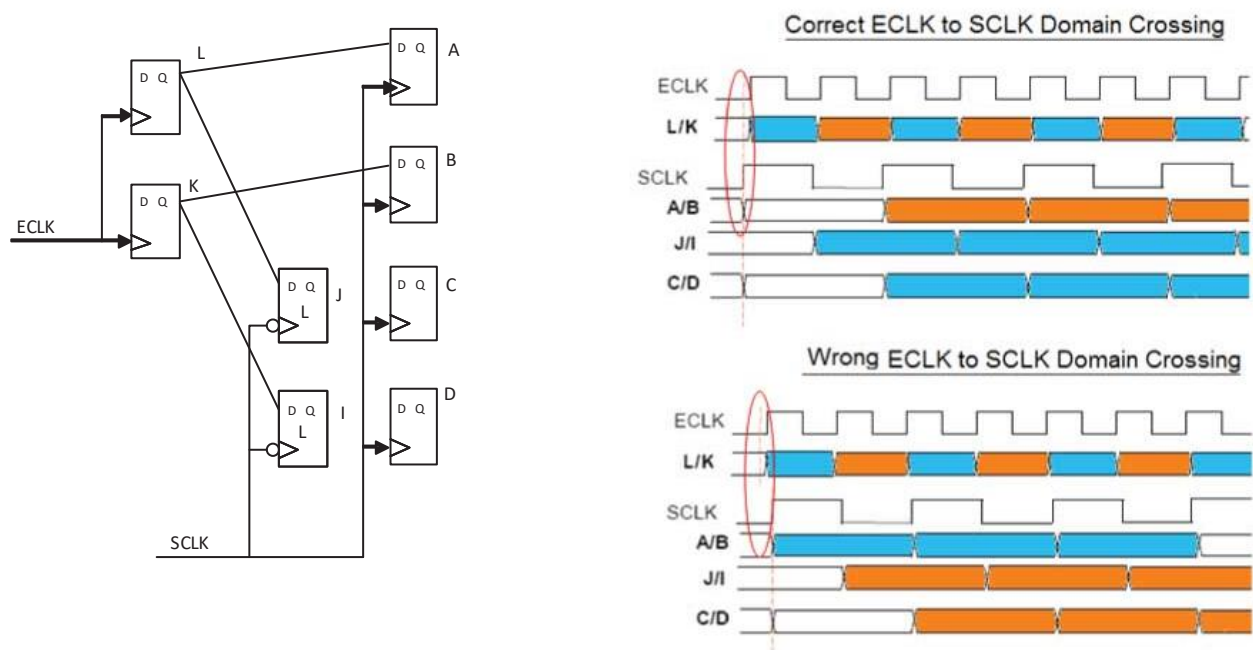 L
D Q
A
D Q
K
D Q
B
D Q
ECLK
D Q
L
J
D Q
C
D Q
L
I
D Q
D
SCLK
Correct ECLK to SCLK Domain Crossing
ECLK
L/K
SCLK
A/B
J/I
C/D
Wrong ECLK to SCLK Domain Crossing
ECLK
L/K
SCLK
A/B
J/I
C/D